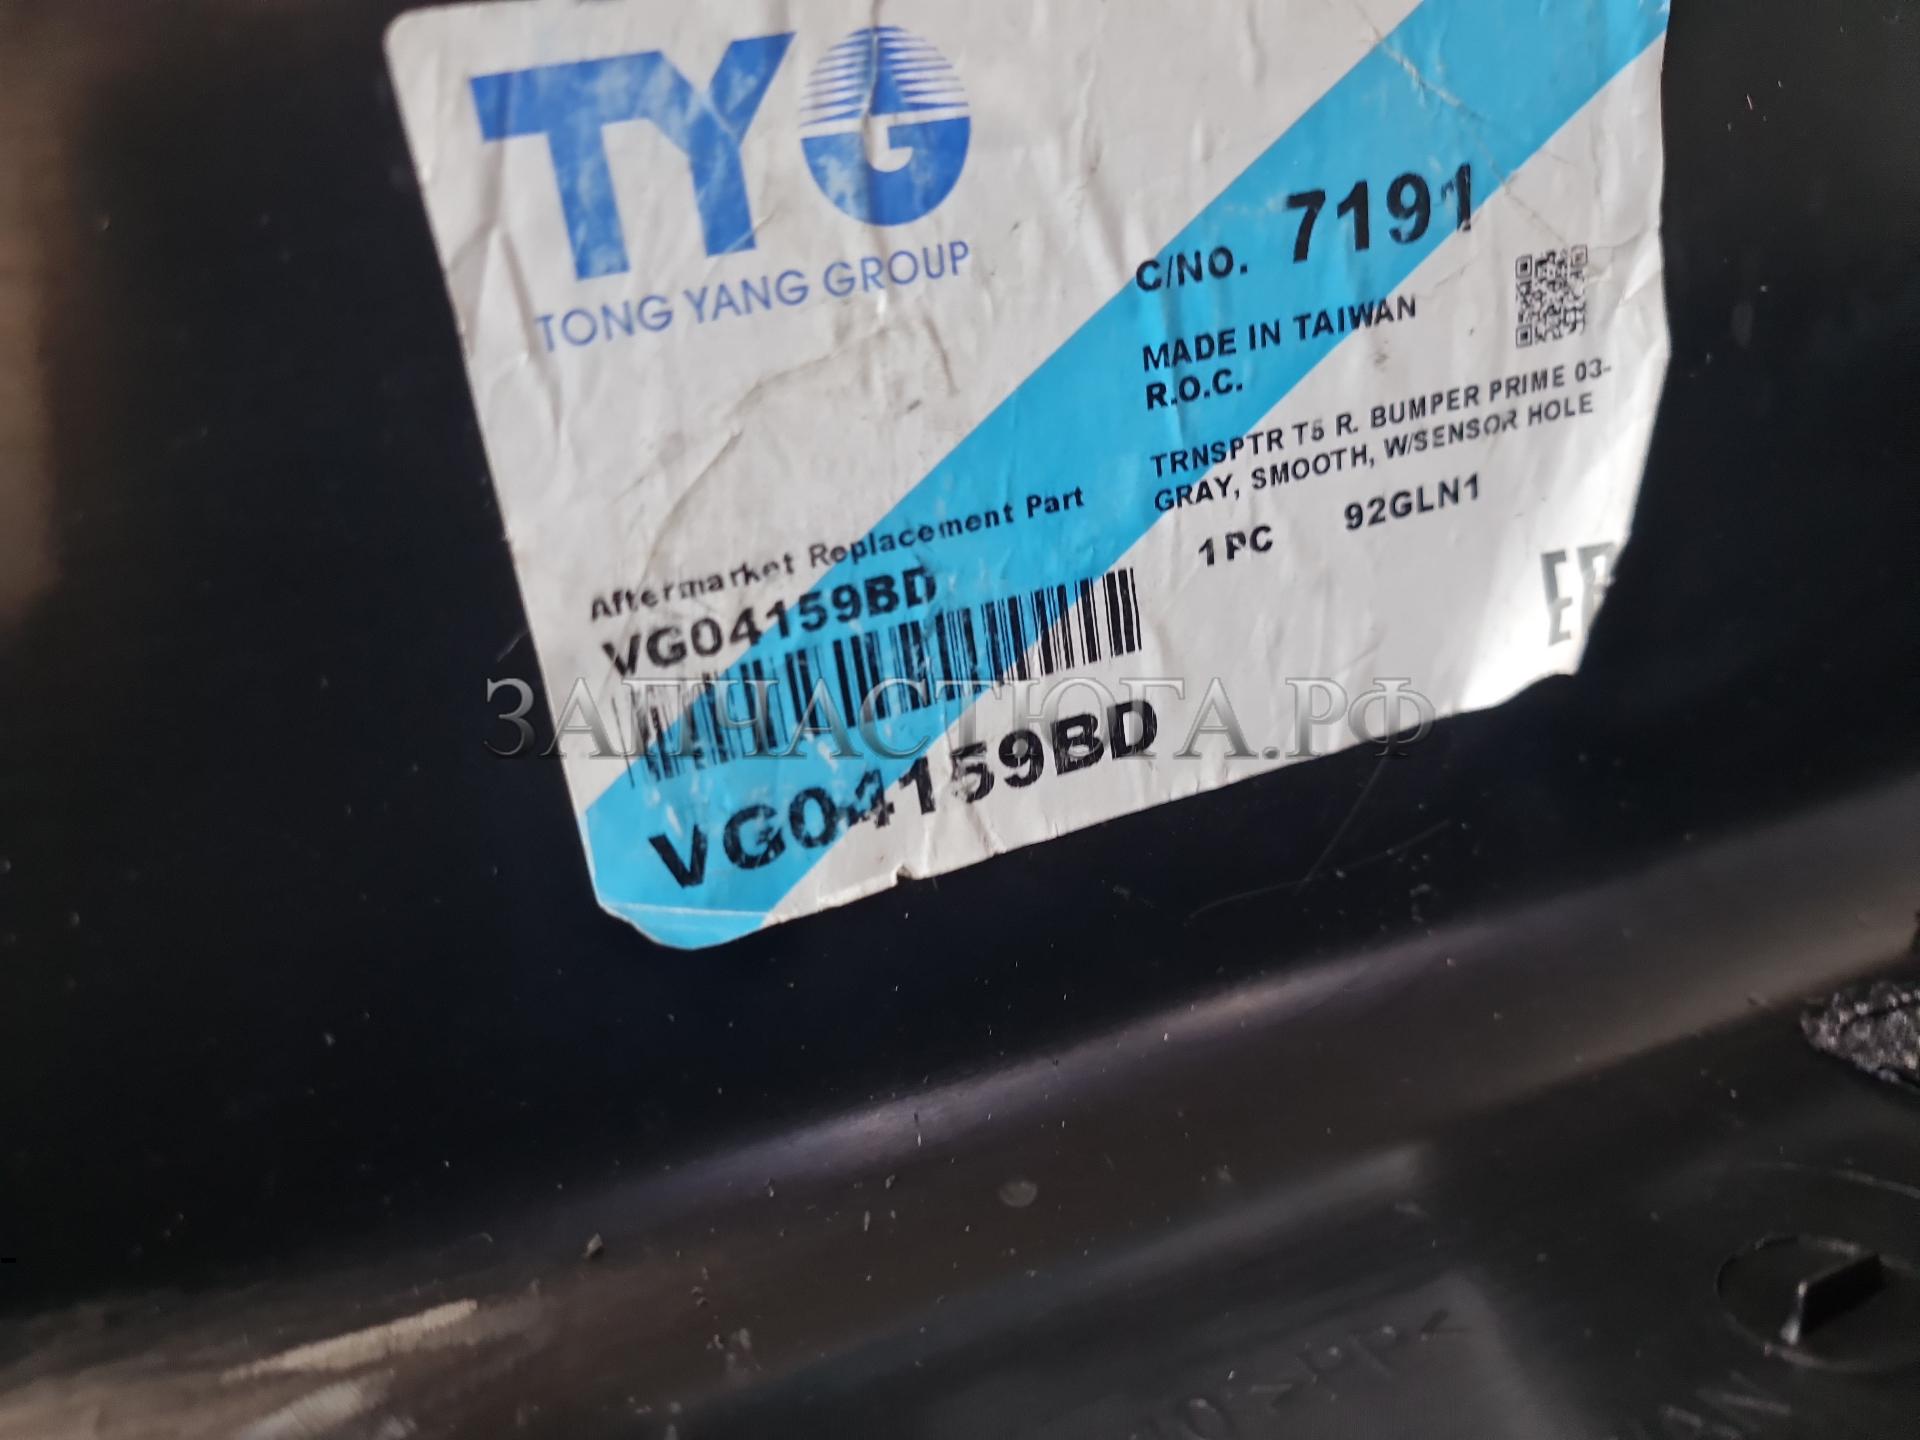 TYG
TONG YANG GROUP
C/NO. 7191
MADE IN TAIWAN
R.O.C.
TRNSPTR T5 R. BUMPER PRIME 03-
GRAY, SMOOTH, W/SENSOR HOLE
1PC 92GLN1
Aftermarket Replacement Part
VG04159BD
VG04159BD
ЗАПЧАСТЮГА.РФ
>PP<